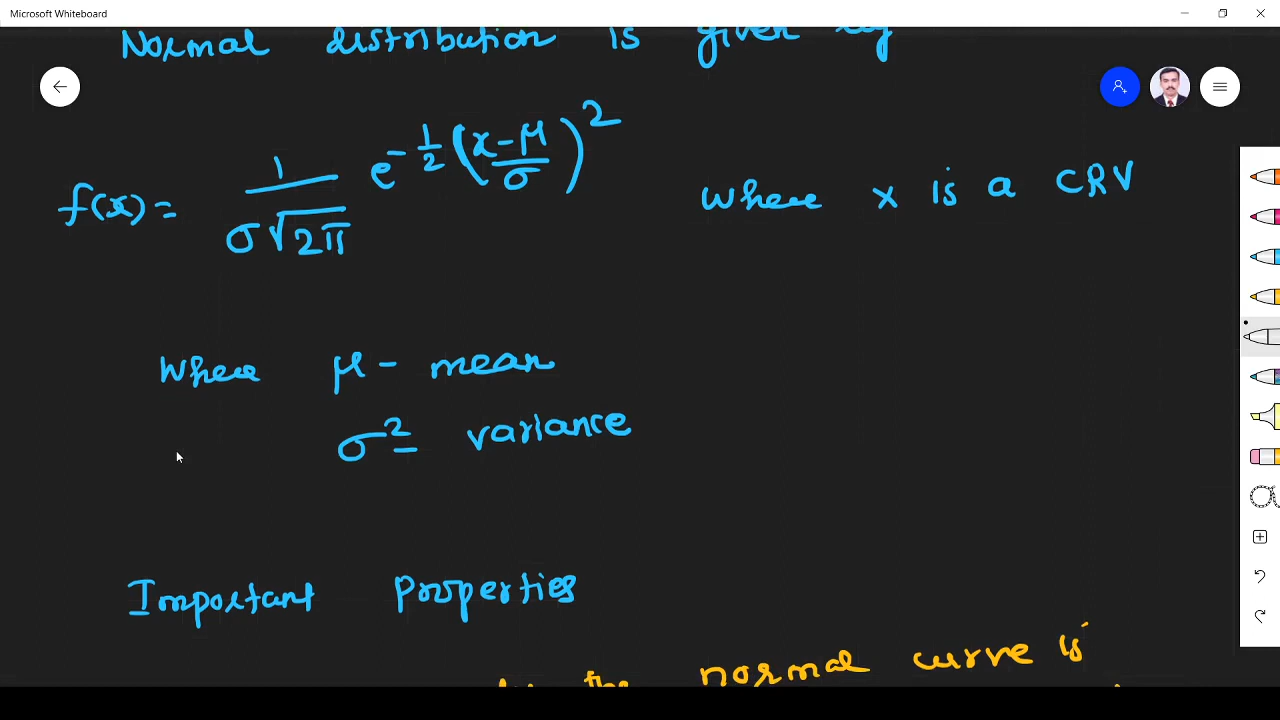 Microsoft Whiteboard
Normal distribution is given by
f(x) = 1/(σ√2π) e^-1/2 ((x-μ)/σ)^2 where x is a CRV
where μ - mean
σ² - variance
Important Properties
the normal curve is